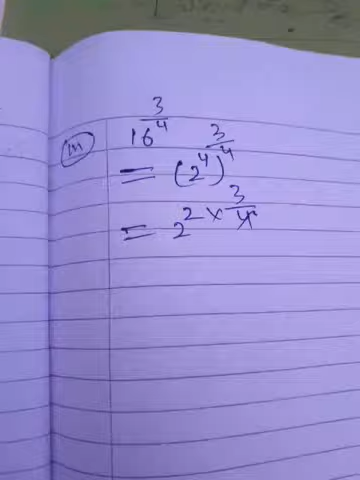 (iii) 16^(3/4)
= (2^4)^(3/4)
= 2^(2 × 3/4)